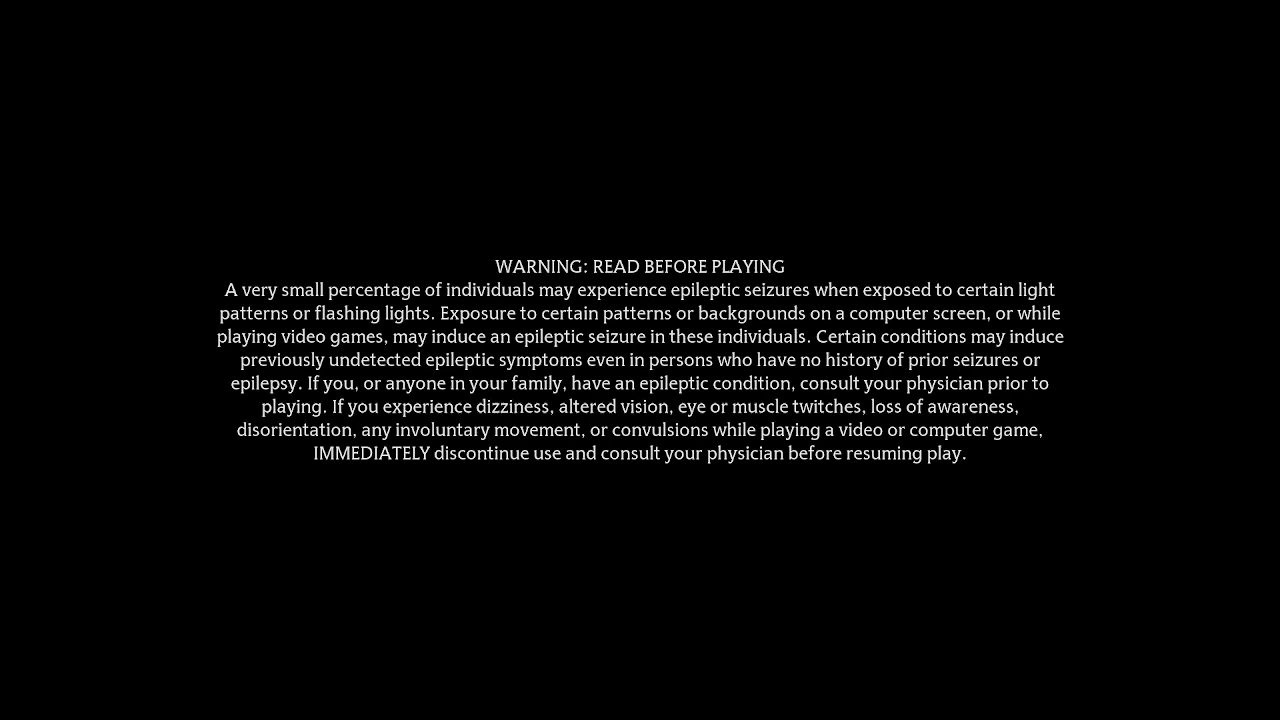 WARNING: READ BEFORE PLAYING
A very small percentage of individuals may experience epileptic seizures when exposed to certain light
patterns or flashing lights. Exposure to certain patterns or backgrounds on a computer screen, or while
playing video games, may induce an epileptic seizure in these individuals. Certain conditions may induce
previously undetected epileptic symptoms even in persons who have no history of prior seizures or
epilepsy. If you, or anyone in your family, have an epileptic condition, consult your physician prior to
playing. If you experience dizziness, altered vision, eye or muscle twitches, loss of awareness,
disorientation, any involuntary movement, or convulsions while playing a video or computer game,
IMMEDIATELY discontinue use and consult your physician before resuming play.